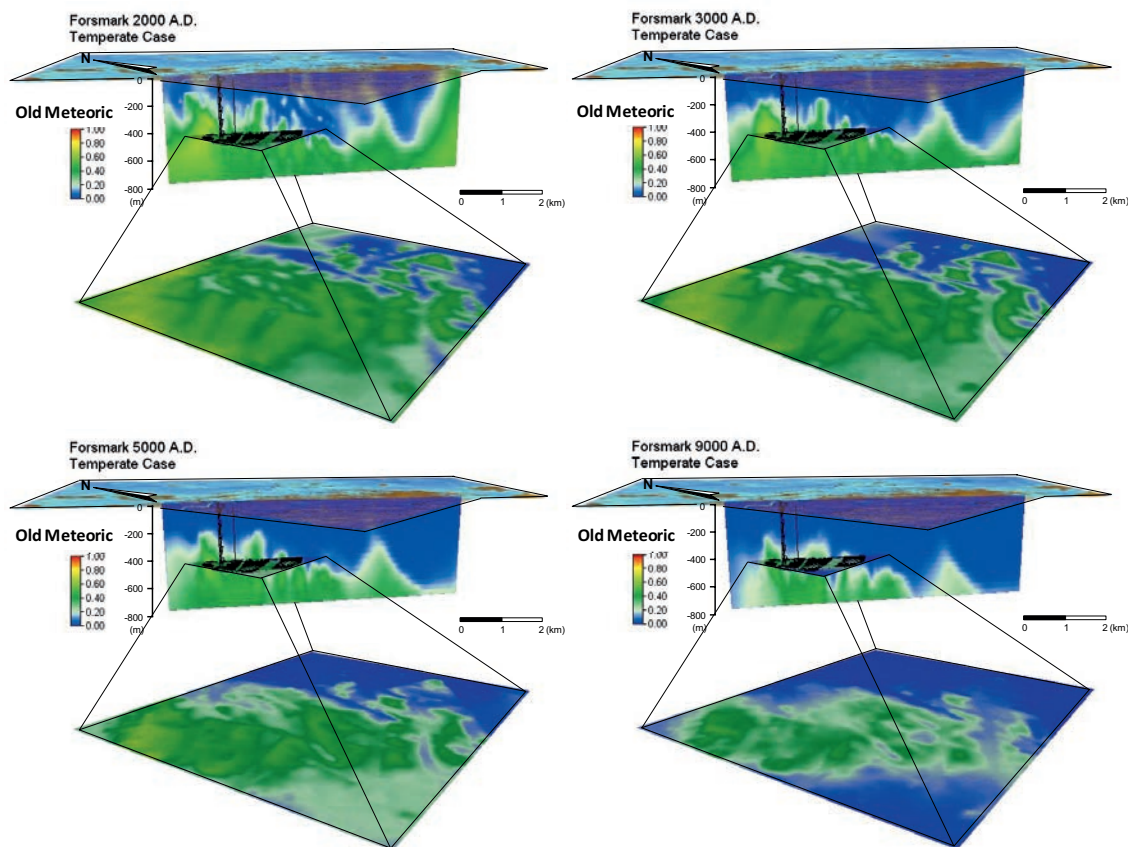 Forsmark 2000 A.D.
Temperate Case
N
0
Old Meteoric
-200
1.00
0.80
0.60
0.40
0.20
0.00
-400
-600
-800
(m)
0 1 2 (km)
Forsmark 3000 A.D.
Temperate Case
N
0
Old Meteoric
-200
1.00
0.80
0.60
0.40
0.20
0.00
-400
-600
-800
(m)
0 1 2 (km)
Forsmark 5000 A.D.
Temperate Case
N
0
Old Meteoric
-200
1.00
0.80
0.60
0.40
0.20
0.00
-400
-600
-800
(m)
0 1 2 (km)
Forsmark 9000 A.D.
Temperate Case
N
0
Old Meteoric
-200
1.00
0.80
0.60
0.40
0.20
0.00
-400
-600
-800
(m)
0 1 2 (km)